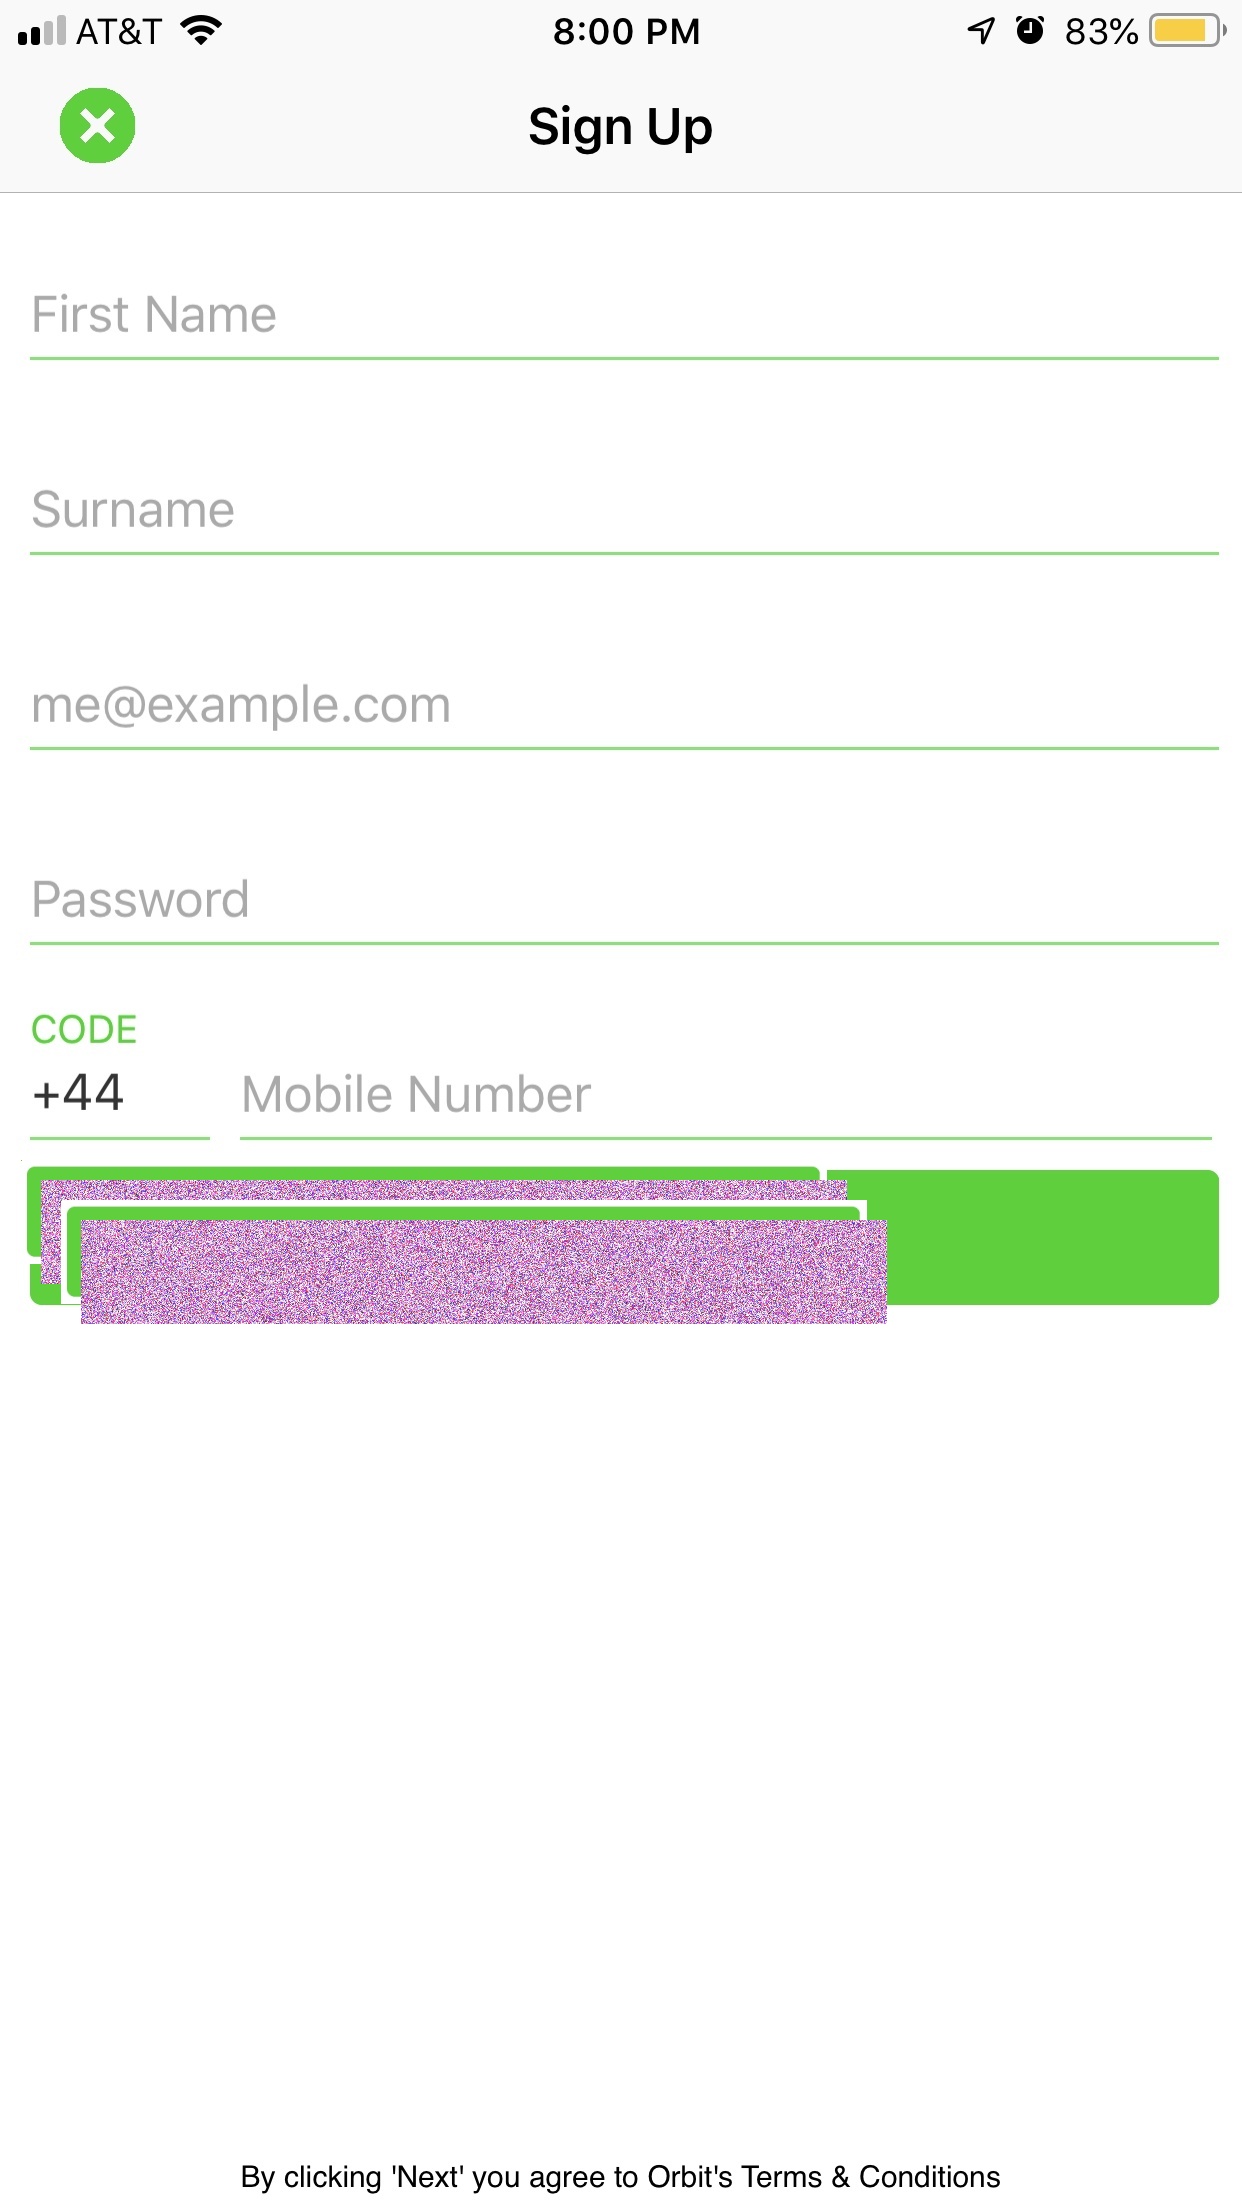 AT&T 8:00 PM 83%
Sign Up
First Name
Surname
me@example.com
Password
CODE
+44 Mobile Number
By clicking 'Next' you agree to Orbit's Terms & Conditions